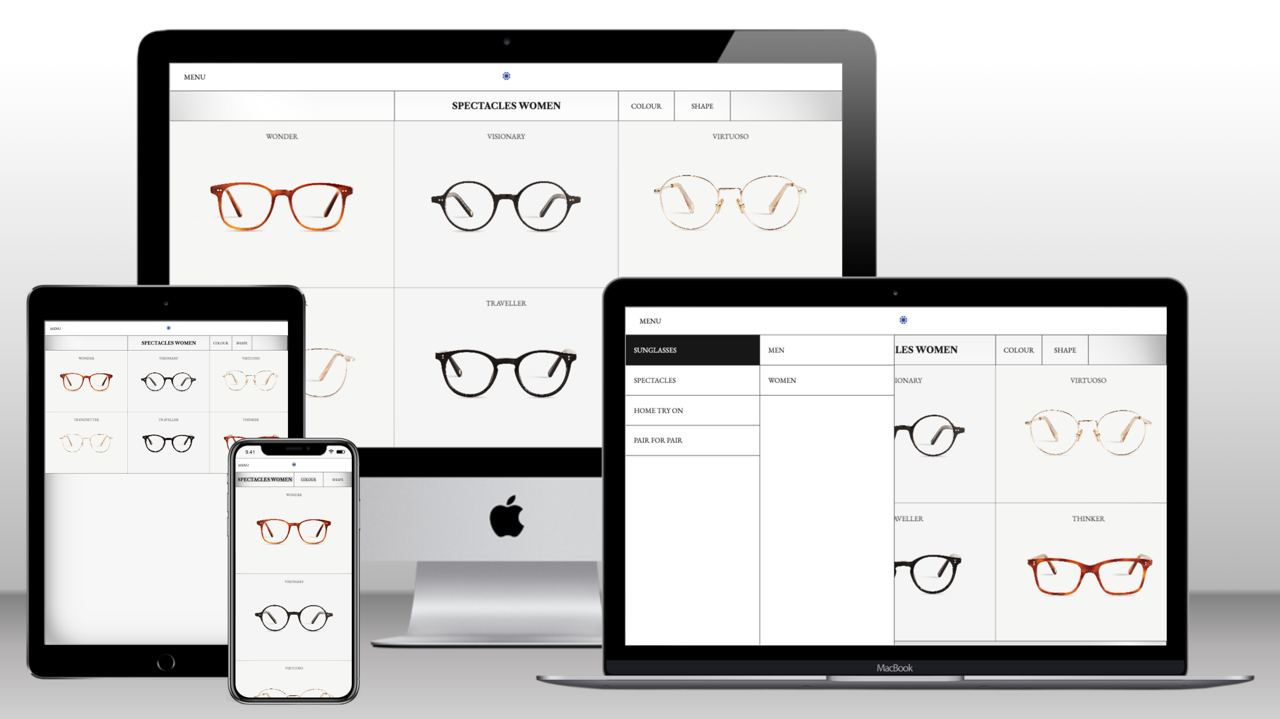 MENU
SPECTACLES WOMEN COLOUR SHAPE
WONDER VISIONARY VIRTUOSO
TRAVELLER
MENU
SPECTACLES WOMEN COLOUR SHAPE
WONDER VISIONARY VIRTUOSO
TRENDSETTER TRAVELLER THINKER
9:41
MENU
SPECTACLES WOMEN COLOUR SHAPE
WONDER
VISIONARY
VIRTUOSO
MENU
SUNGLASSES MEN LES WOMEN COLOUR SHAPE
SPECTACLES WOMEN IONARY VIRTUOSO
HOME TRY ON
PAIR FOR PAIR
AVELLER THINKER
MacBook